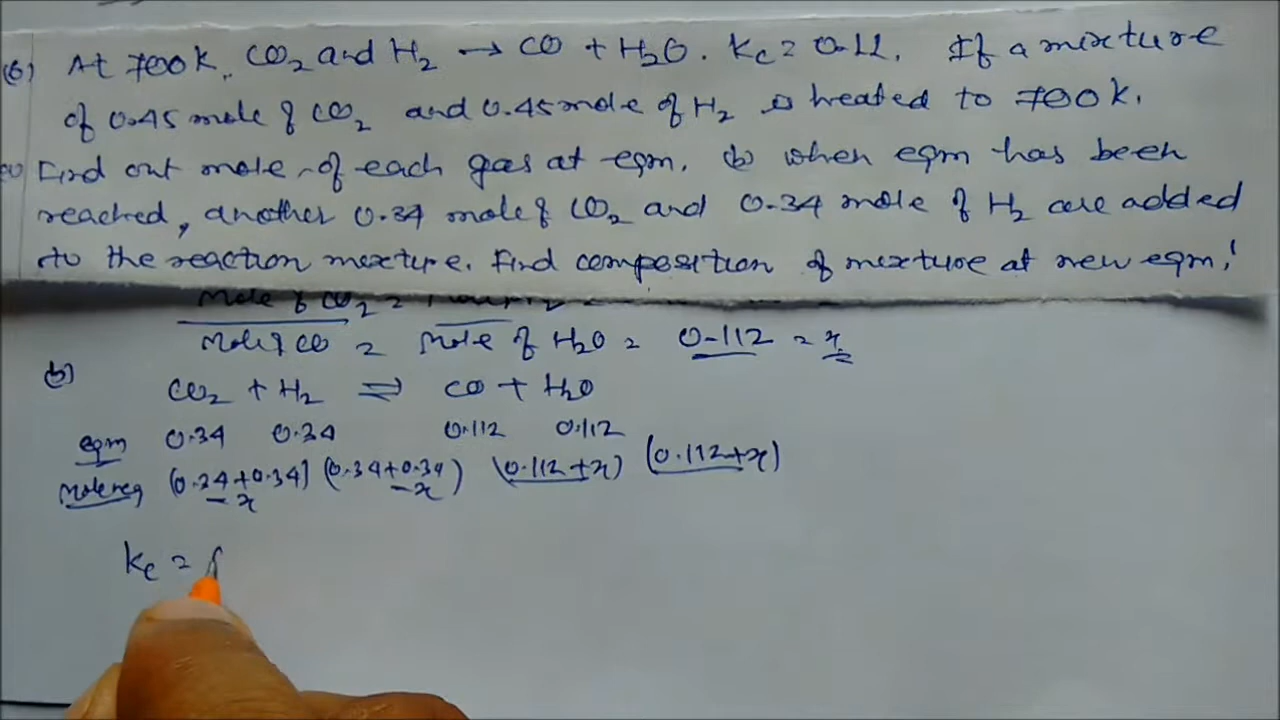 (6) At 700k. CO₂ and H₂ → CO + H₂O. Kc = 0.11. If a mixture
of 0.45 mole of CO₂ and 0.45 mole of H₂ is heated to 700k.
(a) Find out mole of each gas at eqm. (b) when eqm has been
reached, another 0.34 mole of CO₂ and 0.34 mole of H₂ are added
to the reaction mixture. Find composition of mixture at new eqm.
Mole of CO₂ =
Mole of CO = Mole of H₂O = 0.112 = x
(b)
CO₂ + H₂ ⇌ CO + H₂O
eqm 0.34 0.34 0.112 0.112
Mole req (0.34+0.34) (0.34+0.34) (0.112+x) (0.112+x)
-x -x
Kc =